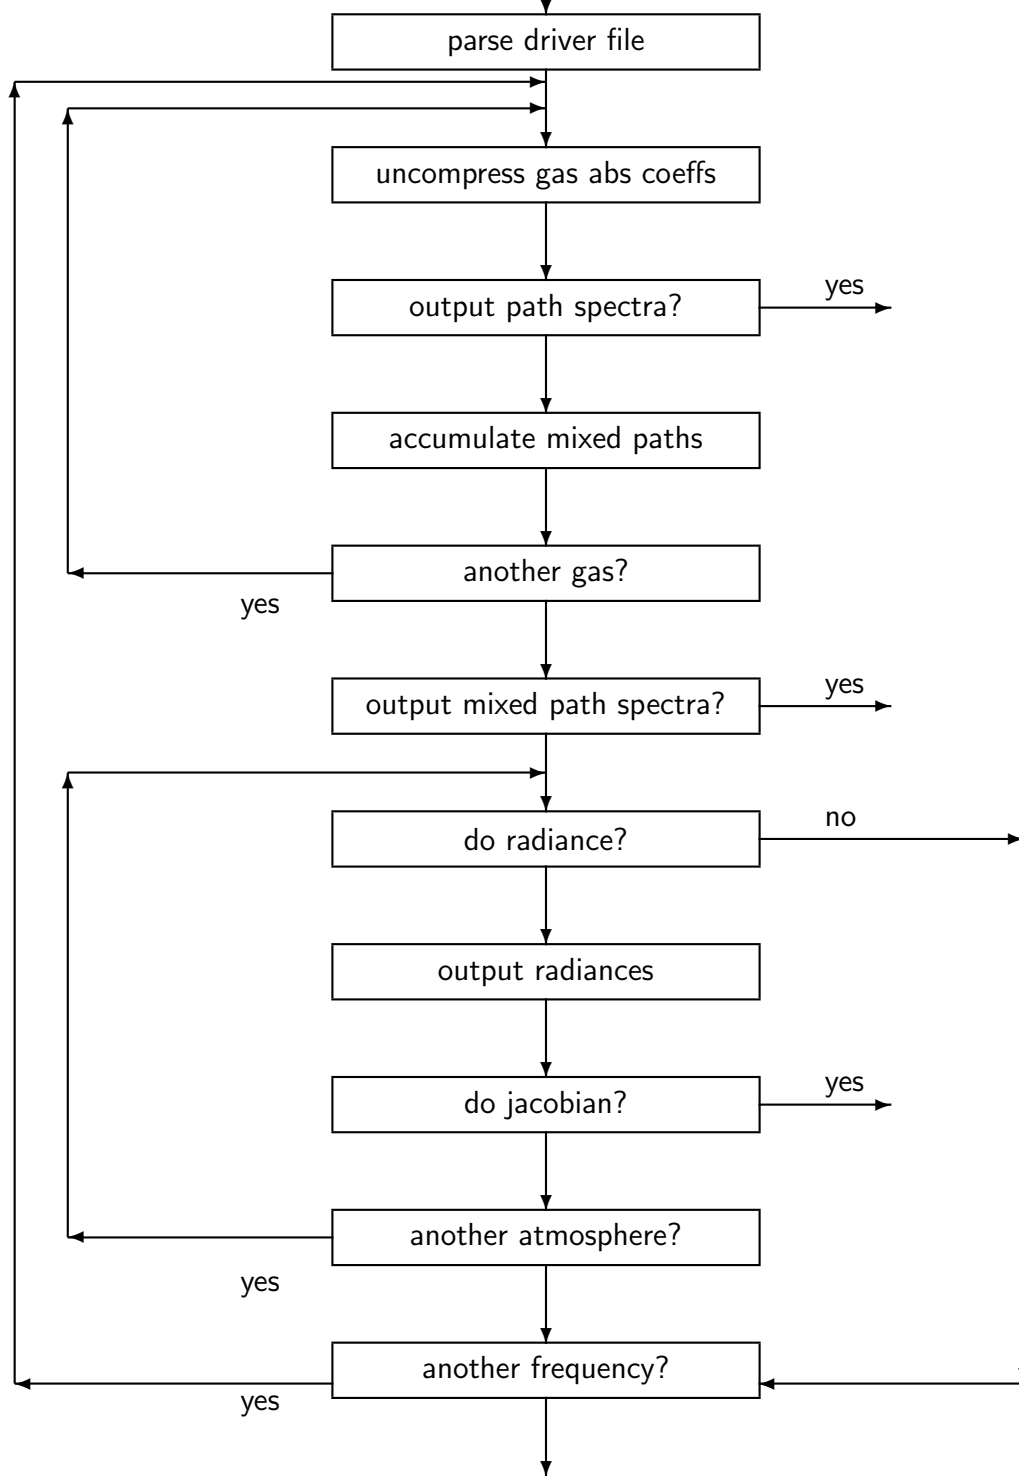 parse driver file
uncompress gas abs coeffs
yes
output path spectra?
accumulate mixed paths
another gas?
yes
yes
output mixed path spectra?
no
do radiance?
output radiances
yes
do jacobian?
another atmosphere?
yes
another frequency?
yes